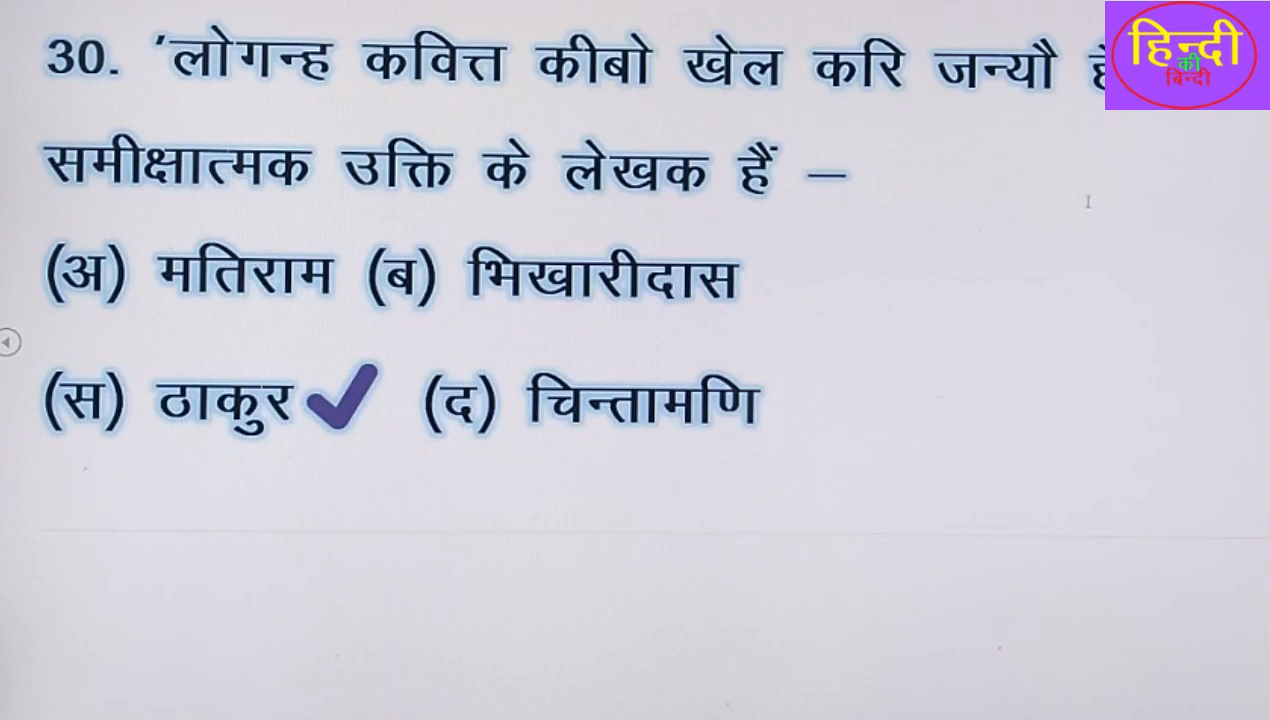 30. 'लोगन्ह कवित्त कीबो खेल करि जन्यौ
हिन्दी
की
बिन्दी
समीक्षात्मक उक्ति के लेखक हैं –
(अ) मतिराम (ब) भिखारीदास
(स) ठाकुर (द) चिन्तामणि